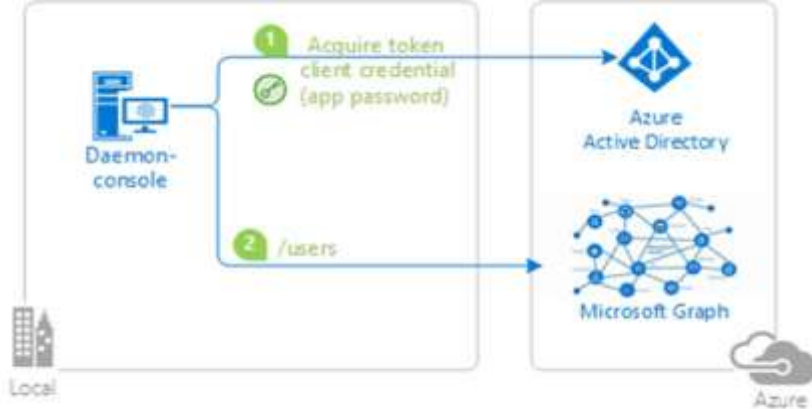 1
Acquire token
client credential
(app password)
Daemon-
console
Azure
Active Directory
2
/users
Microsoft Graph
Local
Azure